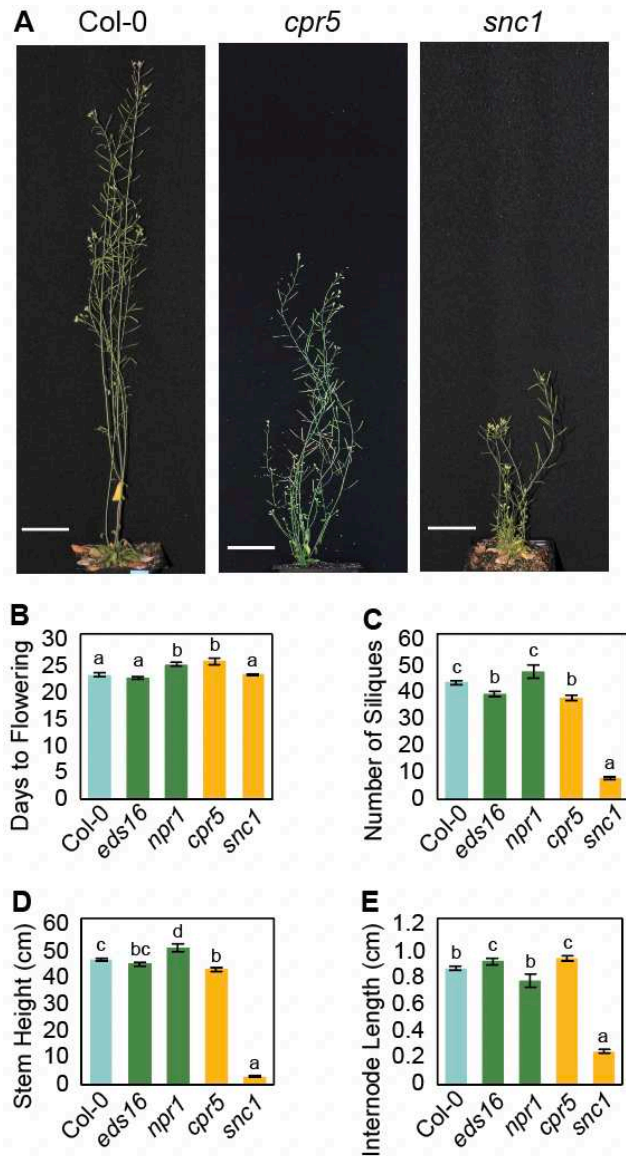 A Col-0 cpr5 snc1
B
Days to Flowering
30
25
20
15
10
5
0
a a b b a
Col-0 eds16 npr1 cpr5 snc1
C
Number of Siliques
60
50
40
30
20
10
0
c b c b a
Col-0 eds16 npr1 cpr5 snc1
D
Stem Height (cm)
60
50
40
30
20
10
0
c bc d b a
Col-0 eds16 npr1 cpr5 snc1
E
Internode Length (cm)
1.2
1.0
0.8
0.6
0.4
0.2
0
b c b c a
Col-0 eds16 npr1 cpr5 snc1